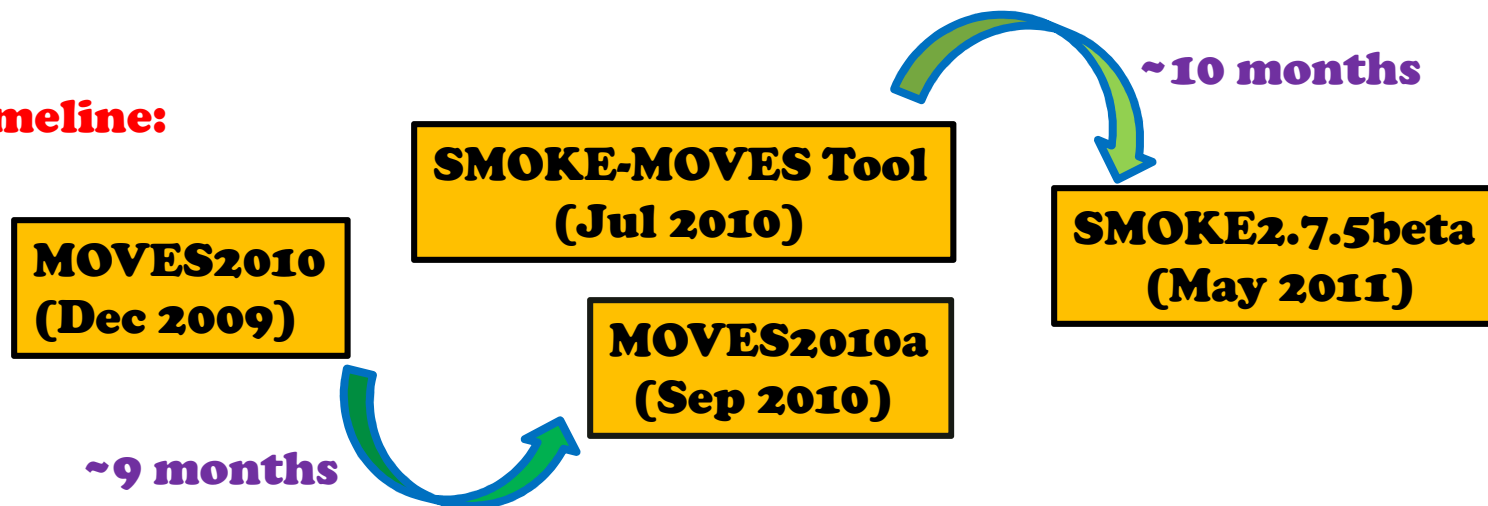 ~10 months
meline:
SMOKE-MOVES Tool
(Jul 2010)
SMOKE2.7.5beta
(May 2011)
MOVES2010
(Dec 2009)
MOVES2010a
(Sep 2010)
~9 months